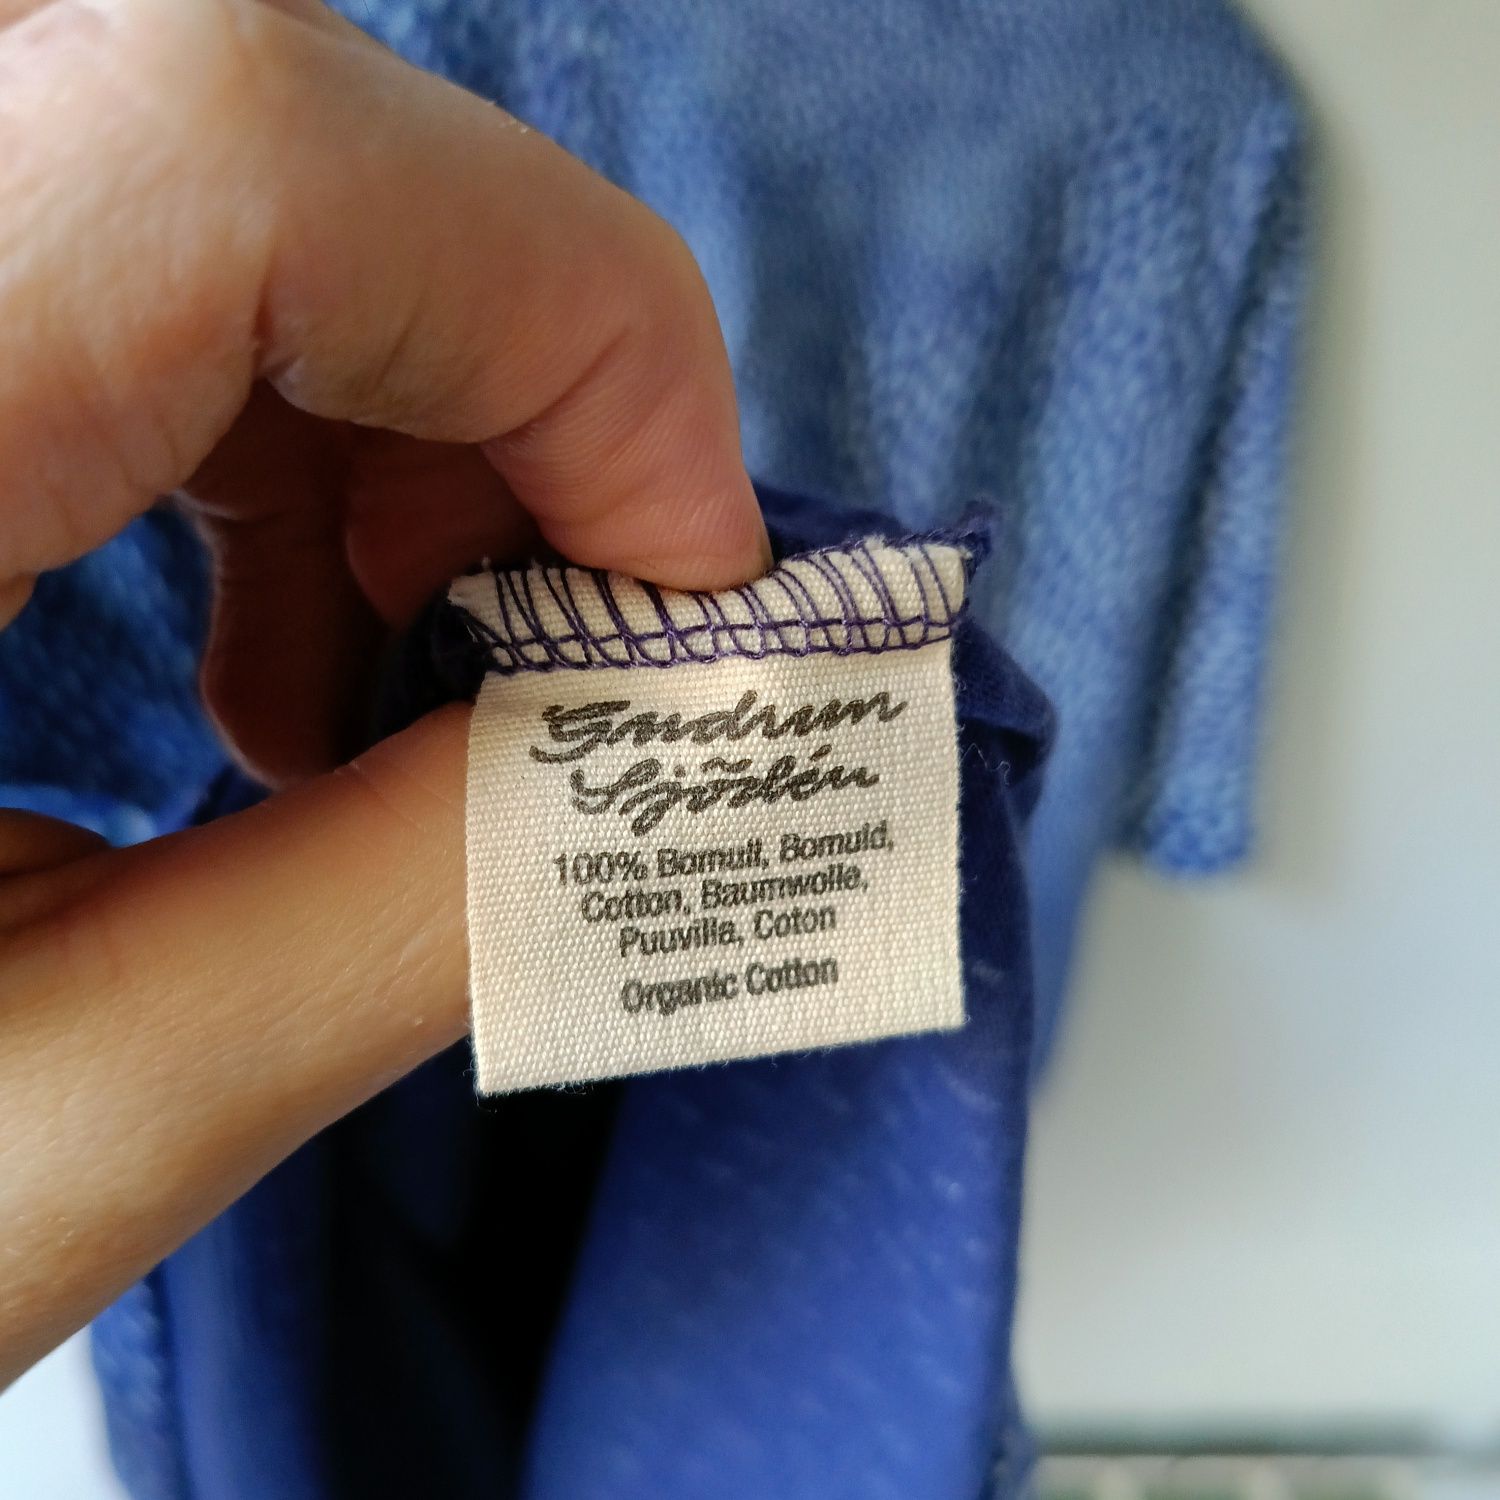 Gudrun
Sjödén
100% Bomull, Bomuld,
Cotton, Baumwolle,
Puuvilla, Coton
Organic Cotton